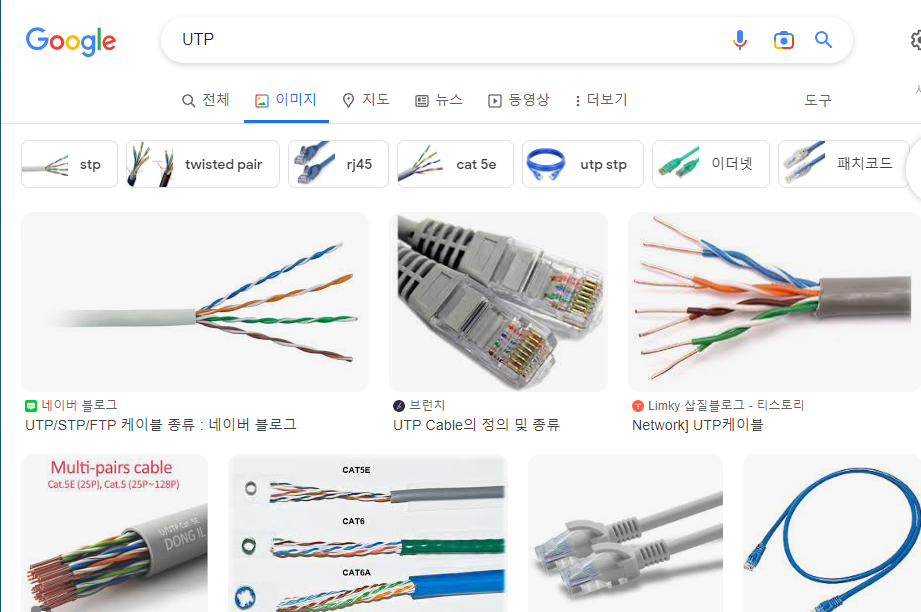 Google
UTP
전체
이미지
지도
뉴스
동영상
더보기
도구
stp
twisted pair
rj45
cat 5e
utp stp
이더넷
패치코드
네이버 블로그
UTP/STP/FTP 케이블 종류 : 네이버 블로그
브런치
UTP Cable의 정의 및 종류
Limky 삽질블로그 - 티스토리
Network] UTP케이블
Multi-pairs cable
Cat.5E (25P), Cat.5 (25P~128P)
U/UTP Cat.5E
DONG IL
CAT5E
CAT6
CAT6A